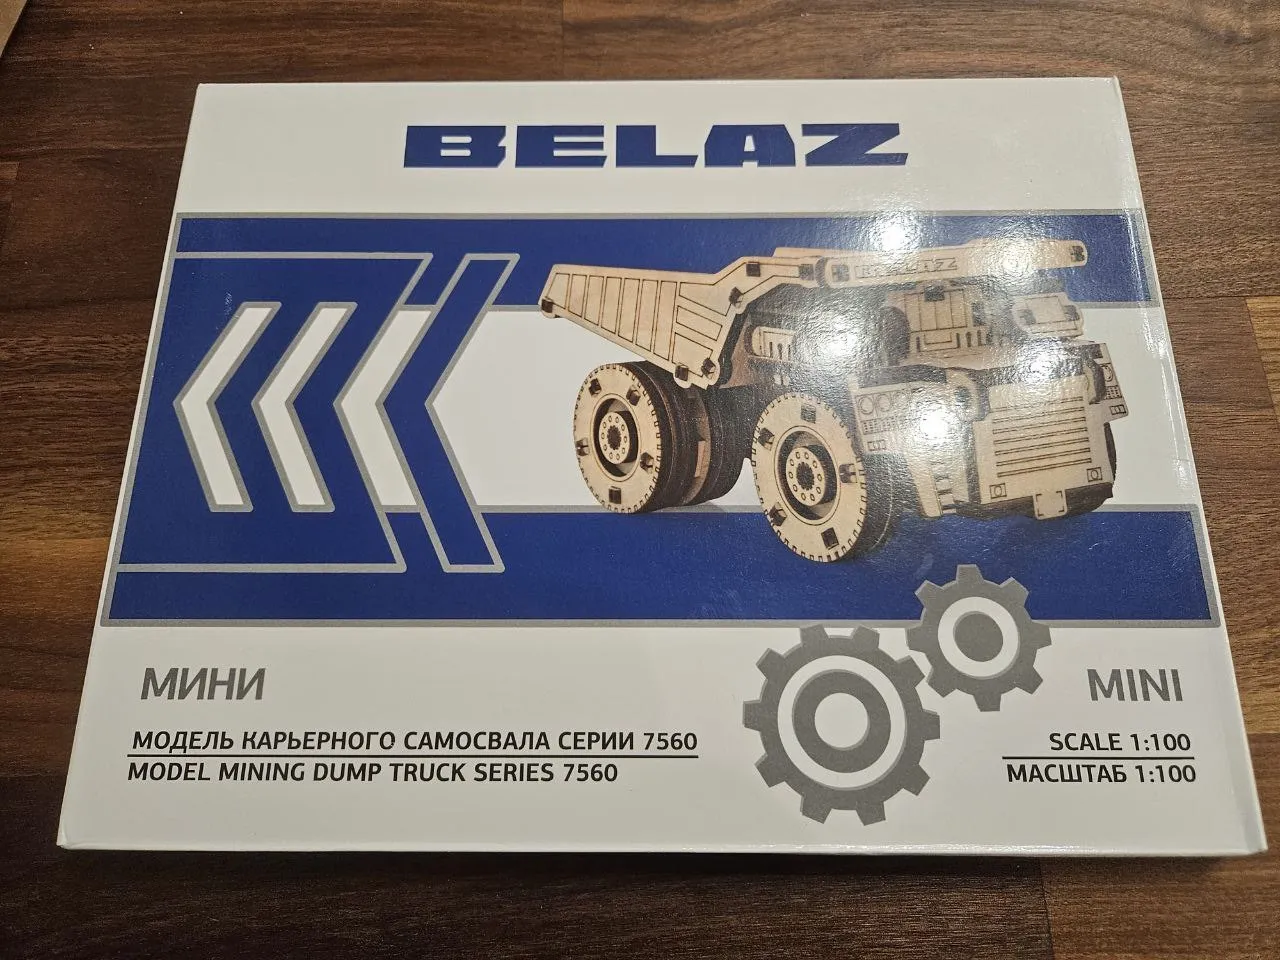 BELAZ
BELAZ
МИНИ
MINI
МОДЕЛЬ КАРЬЕРНОГО САМОСВАЛА СЕРИИ 7560
MODEL MINING DUMP TRUCK SERIES 7560
SCALE 1:100
МАСШТАБ 1:100